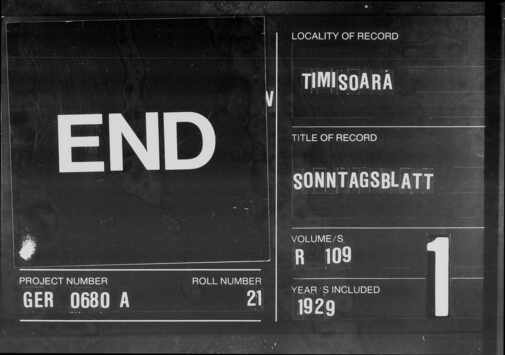 END
V
PROJECT NUMBER
GER 0680 A
ROLL NUMBER
21
LOCALITY OF RECORD
TIMISOARA
TITLE OF RECORD
SONNTAGSBLATT
VOLUME/S
R 109
YEAR/S INCLUDED
1929
1